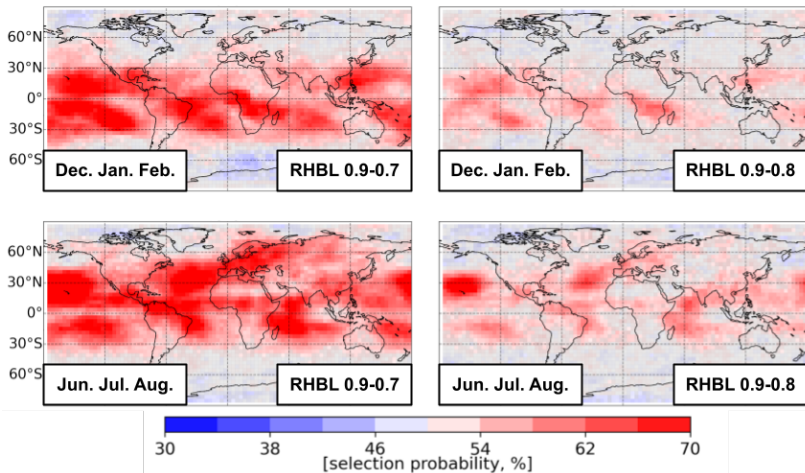 60°N
30°N
0°
30°S
60°S
Dec. Jan. Feb.
RHBL 0.9-0.7
Dec. Jan. Feb.
RHBL 0.9-0.8
60°N
30°N
0°
30°S
60°S
Jun. Jul. Aug.
RHBL 0.9-0.7
Jun. Jul. Aug.
RHBL 0.9-0.8
30 38 46 54 62 70
[selection probability, %]